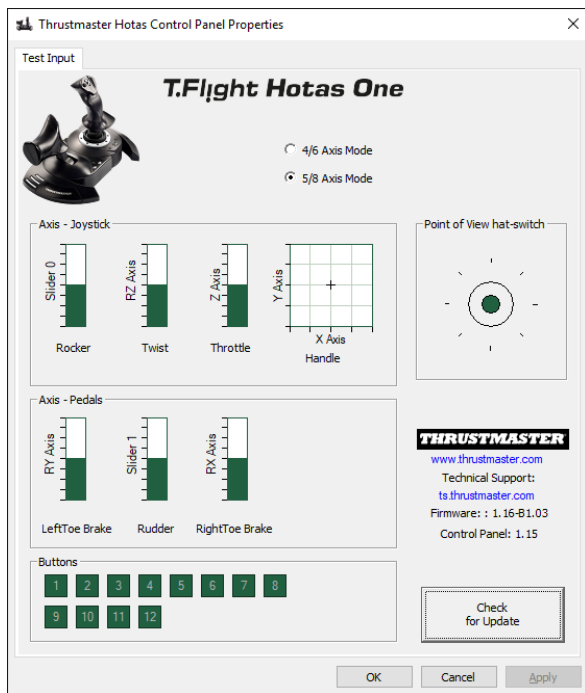 Thrustmaster Hotas Control Panel Properties
Test Input
T.Flight Hotas One
4/6 Axis Mode
5/8 Axis Mode
Axis - Joystick
Slider 0
RZ Axis
Z Axis
Y Axis
X Axis
Rocker
Twist
Throttle
Handle
Point of View hat-switch
Axis - Pedals
RY Axis
Slider 1
RX Axis
LeftToe Brake
Rudder
RightToe Brake
THRUSTMASTER
www.thrustmaster.com
Technical Support:
ts.thrustmaster.com
Firmware: : 1.16-B1.03
Control Panel: 1.15
Buttons
1 2 3 4 5 6 7 8
9 10 11 12
Check
for Update
OK
Cancel
Apply